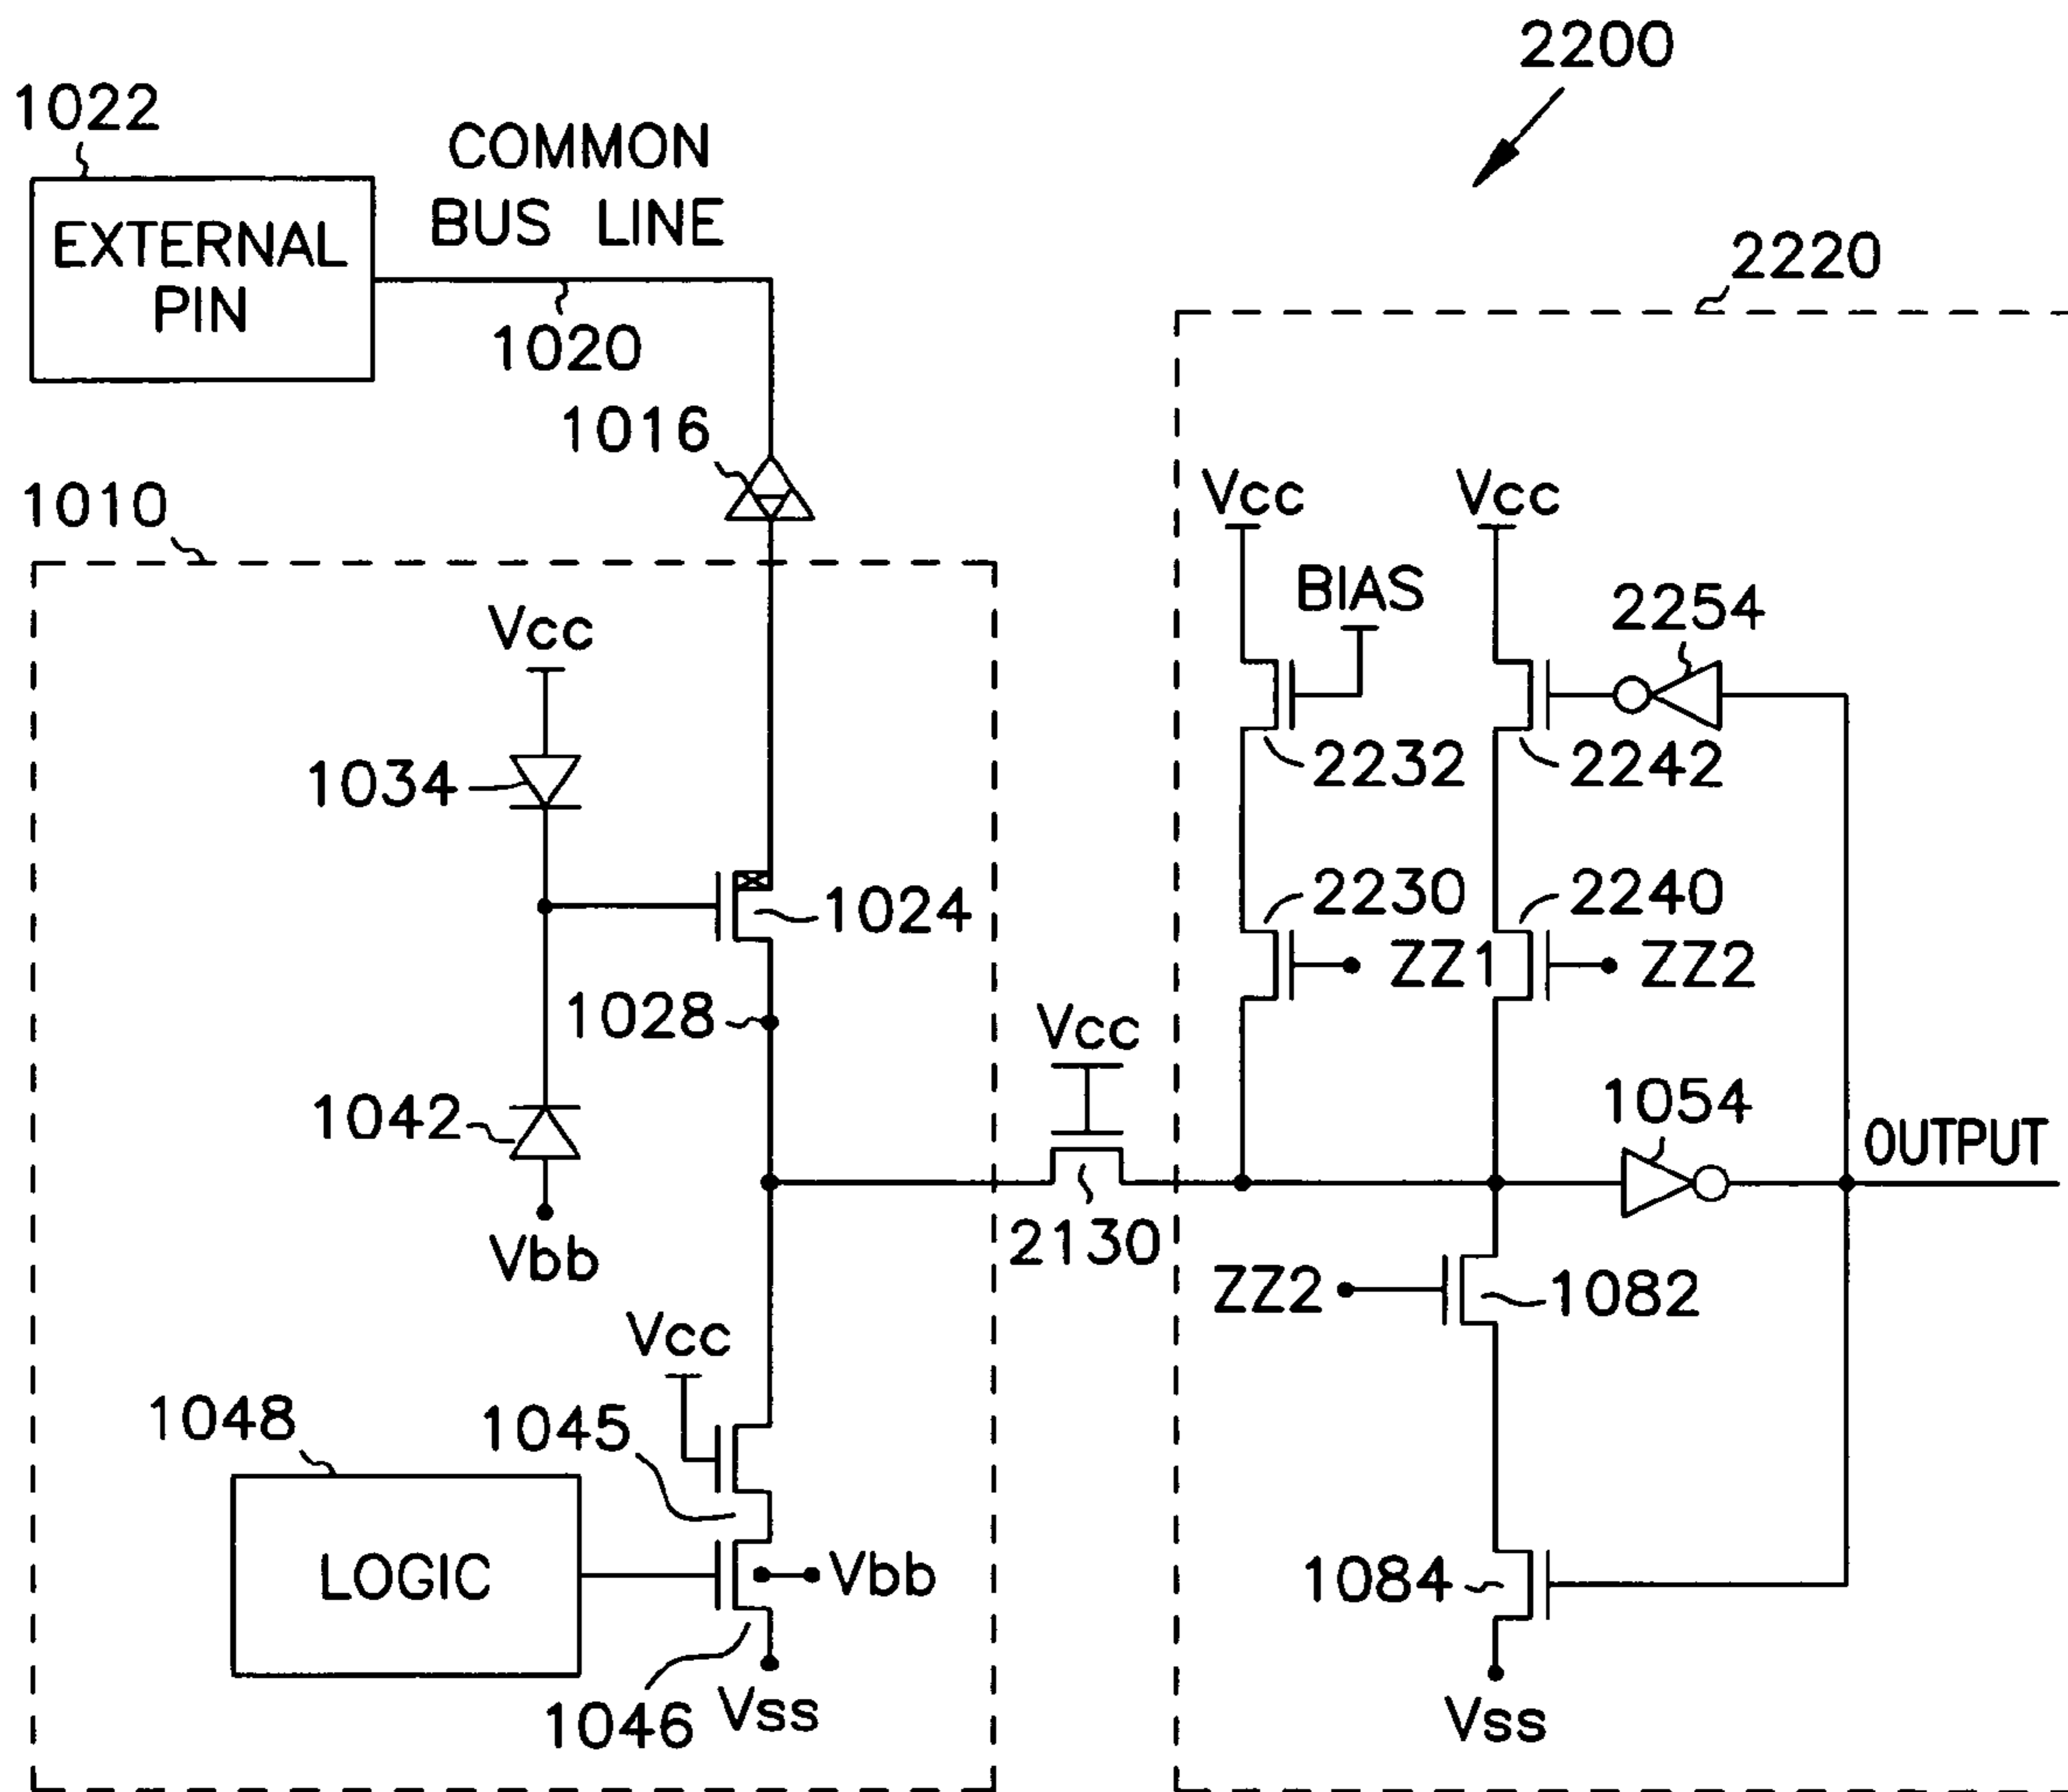 2200
1022
COMMON
BUS LINE
EXTERNAL
PIN
2220
1020
1016
1010
Vcc
Vcc
BIAS
2254
Vcc
1034
2232
2242
2230
2240
1024
ZZ1
ZZ2
1028
Vcc
1042
1054
OUTPUT
2130
Vbb
ZZ2
1082
Vcc
1048
1045
LOGIC
Vbb
1084
1046
Vss
Vss